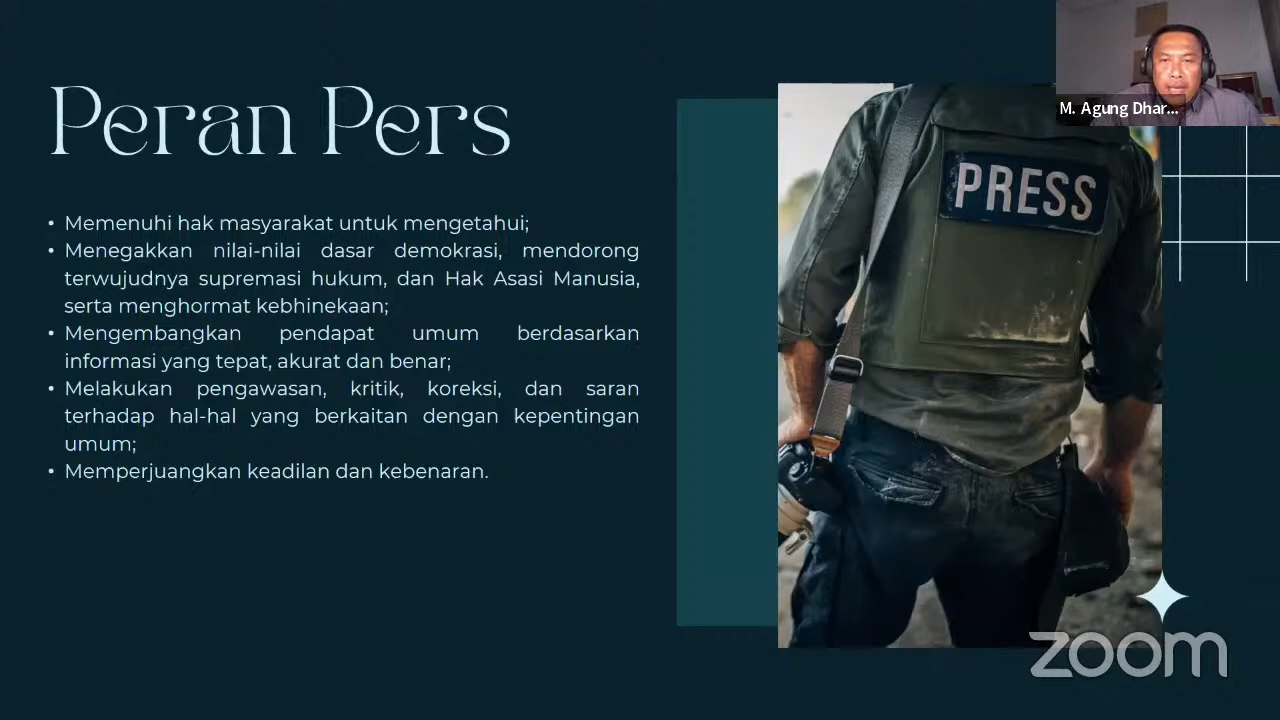 Peran Pers
• Memenuhi hak masyarakat untuk mengetahui;
• Menegakkan nilai-nilai dasar demokrasi, mendorong
terwujudnya supremasi hukum, dan Hak Asasi Manusia,
serta menghormat kebhinekaan;
• Mengembangkan pendapat umum berdasarkan
informasi yang tepat, akurat dan benar;
• Melakukan pengawasan, kritik, koreksi, dan saran
terhadap hal-hal yang berkaitan dengan kepentingan
umum;
• Memperjuangkan keadilan dan kebenaran.
PRESS
M. Agung Dhar...
zoom